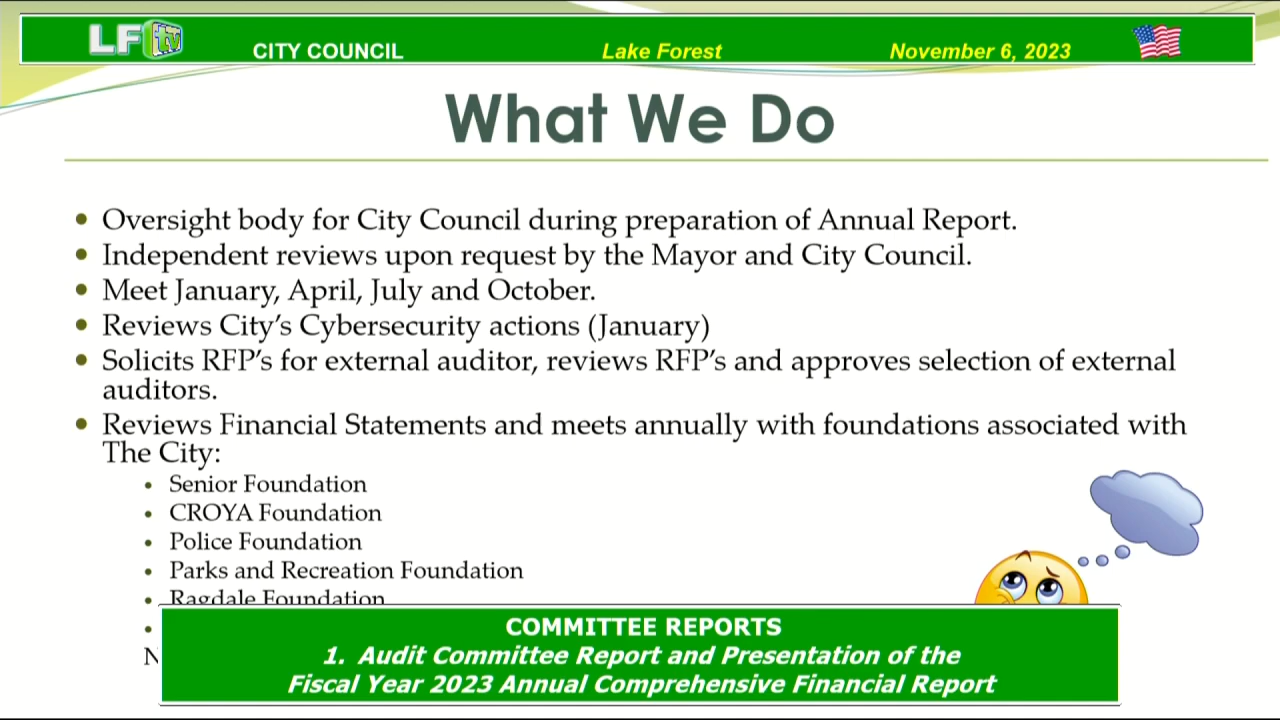 LFtv
CITY COUNCIL Lake Forest November 6, 2023
What We Do
• Oversight body for City Council during preparation of Annual Report.
• Independent reviews upon request by the Mayor and City Council.
• Meet January, April, July and October.
• Reviews City's Cybersecurity actions (January)
• Solicits RFP's for external auditor, reviews RFP's and approves selection of external
auditors.
• Reviews Financial Statements and meets annually with foundations associated with
The City:
• Senior Foundation
• CROYA Foundation
• Police Foundation
• Parks and Recreation Foundation
• Ragdale Foundation
COMMITTEE REPORTS
1. Audit Committee Report and Presentation of the
Fiscal Year 2023 Annual Comprehensive Financial Report